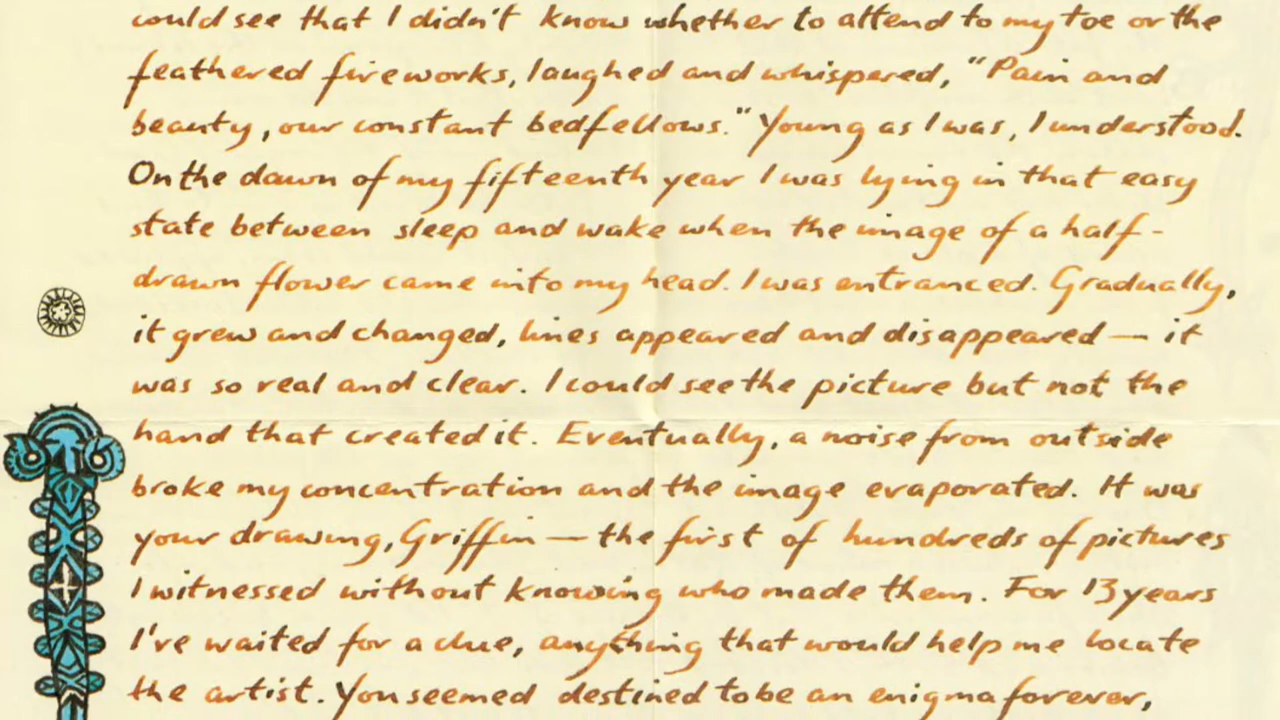 could see that I didn't know whether to attend to my toe or the
feathered fireworks, laughed and whispered, "Pain and
beauty, our constant bedfellows." Young as I was, I understood.
On the dawn of my fifteenth year I was lying in that easy
state between sleep and wake when the image of a half-
drawn flower came into my head. I was entranced. Gradually,
it grew and changed, lines appeared and disappeared — it
was so real and clear. I could see the picture but not the
hand that created it. Eventually, a noise from outside
broke my concentration and the image evaporated. It was
your drawing, Griffin — the first of hundreds of pictures
I witnessed without knowing who made them. For 13 years
I've waited for a clue, anything that would help me locate
the artist. You seemed destined to be an enigma forever,